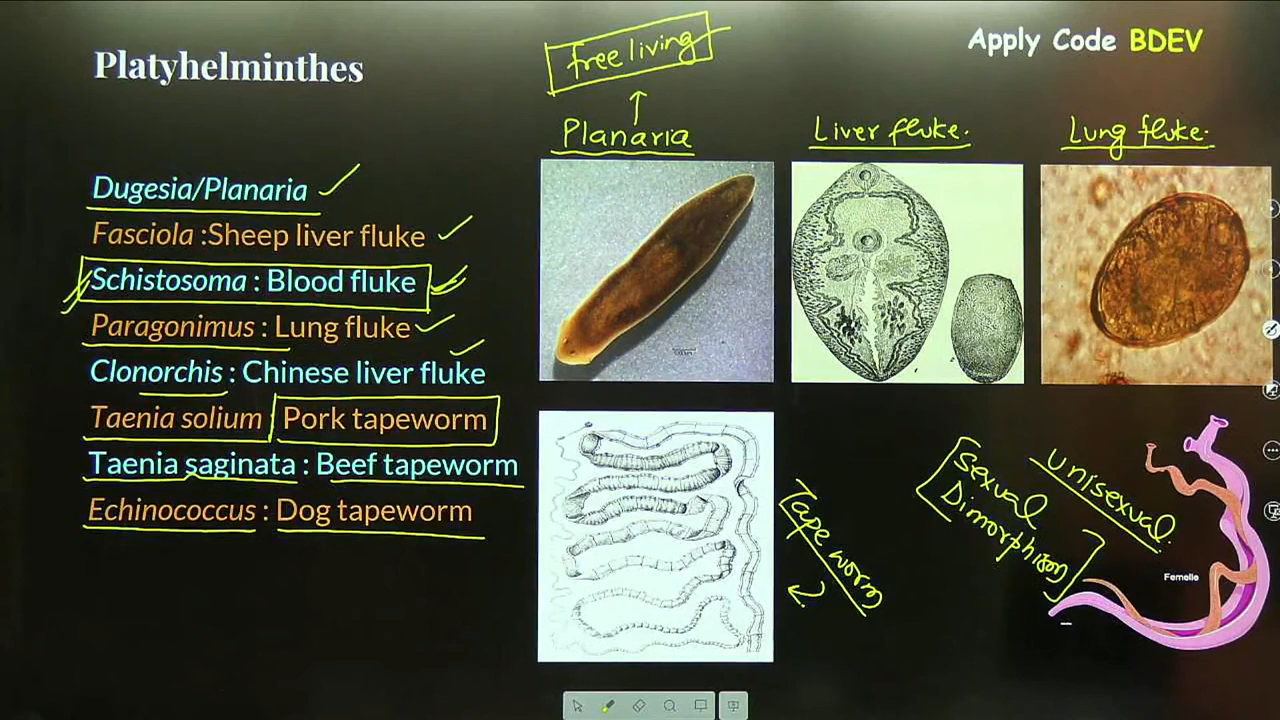 Platyhelminthes
free living
Apply Code BDEV
Planaria
Liver fluke.
Lung fluke.
Dugesia/Planaria
Fasciola :Sheep liver fluke
Schistosoma : Blood fluke
Paragonimus : Lung fluke
Clonorchis : Chinese liver fluke
Taenia solium
Pork tapeworm
Taenia saginata : Beef tapeworm
Echinococcus : Dog tapeworm
Tape worm
Sexual
Dimorphism
Unisexual
Femelle